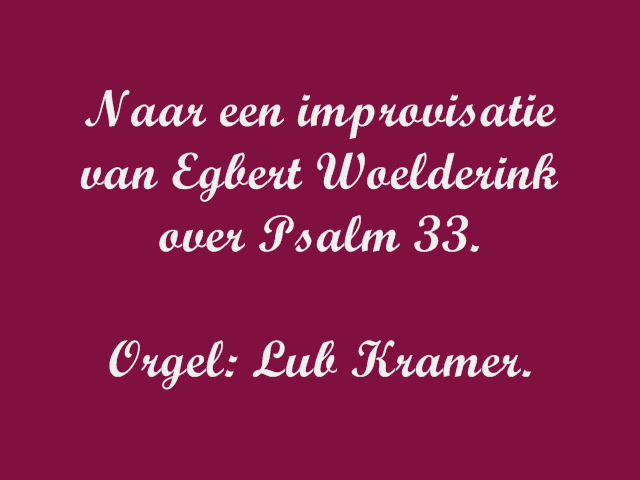 Naar een improvisatie
van Egbert Woelderink
over Psalm 33.
Orgel: Lub Kramer.